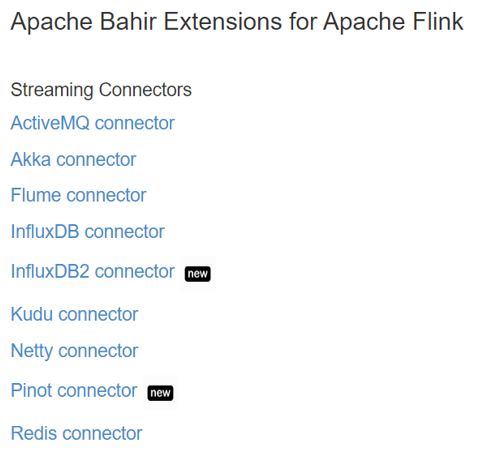 Apache Bahir Extensions for Apache Flink
Streaming Connectors
ActiveMQ connector
Akka connector
Flume connector
InfluxDB connector
InfluxDB2 connector new
Kudu connector
Netty connector
Pinot connector new
Redis connector